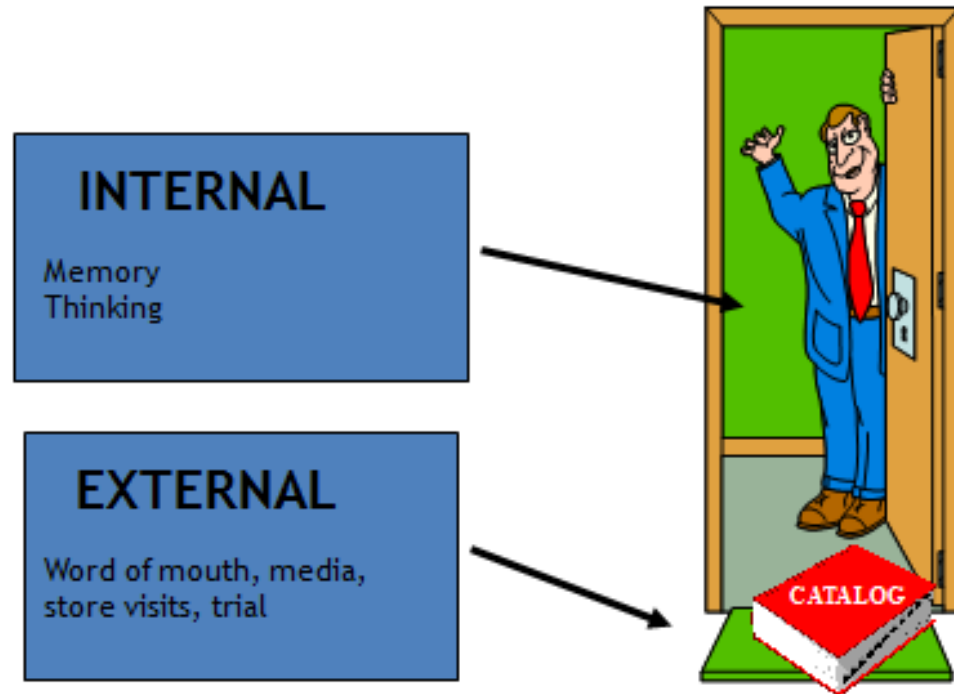 INTERNAL
Memory
Thinking
EXTERNAL
Word of mouth, media,
store visits, trial
CATALOG